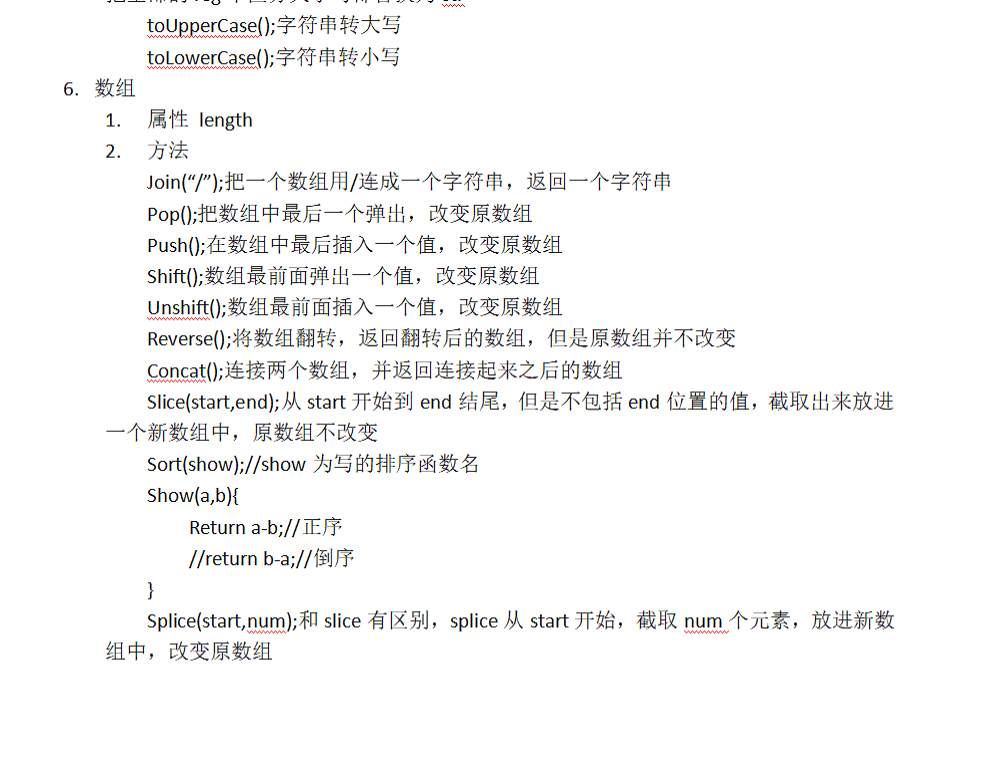 toUpperCase();字符串转大写
toLowerCase();字符串转小写
6. 数组
1. 属性 length
2. 方法
Join(“/”);把一个数组用/连成一个字符串，返回一个字符串
Pop();把数组中最后一个弹出，改变原数组
Push();在数组中最后插入一个值，改变原数组
Shift();数组最前面弹出一个值，改变原数组
Unshift();数组最前面插入一个值，改变原数组
Reverse();将数组翻转，返回翻转后的数组，但是原数组并不改变
Concat();连接两个数组，并返回连接起来之后的数组
Slice(start,end);从 start 开始到 end 结尾，但是不包括 end 位置的值，截取出来放进
一个新数组中，原数组不改变
Sort(show);//show 为写的排序函数名
Show(a,b){
Return a-b;//正序
//return b-a;//倒序
}
Splice(start,num);和 slice 有区别，splice 从 start 开始，截取 num 个元素，放进新数
组中，改变原数组